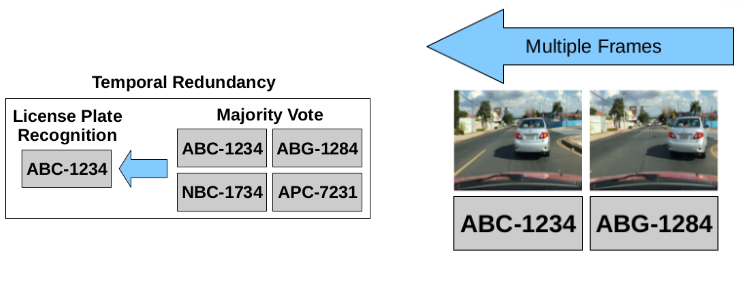 Multiple Frames
Temporal Redundancy
License Plate
Recognition
ABC-1234
Majority Vote
ABC-1234 ABG-1284
NBC-1734 APC-7231
ABC-1234 ABG-1284